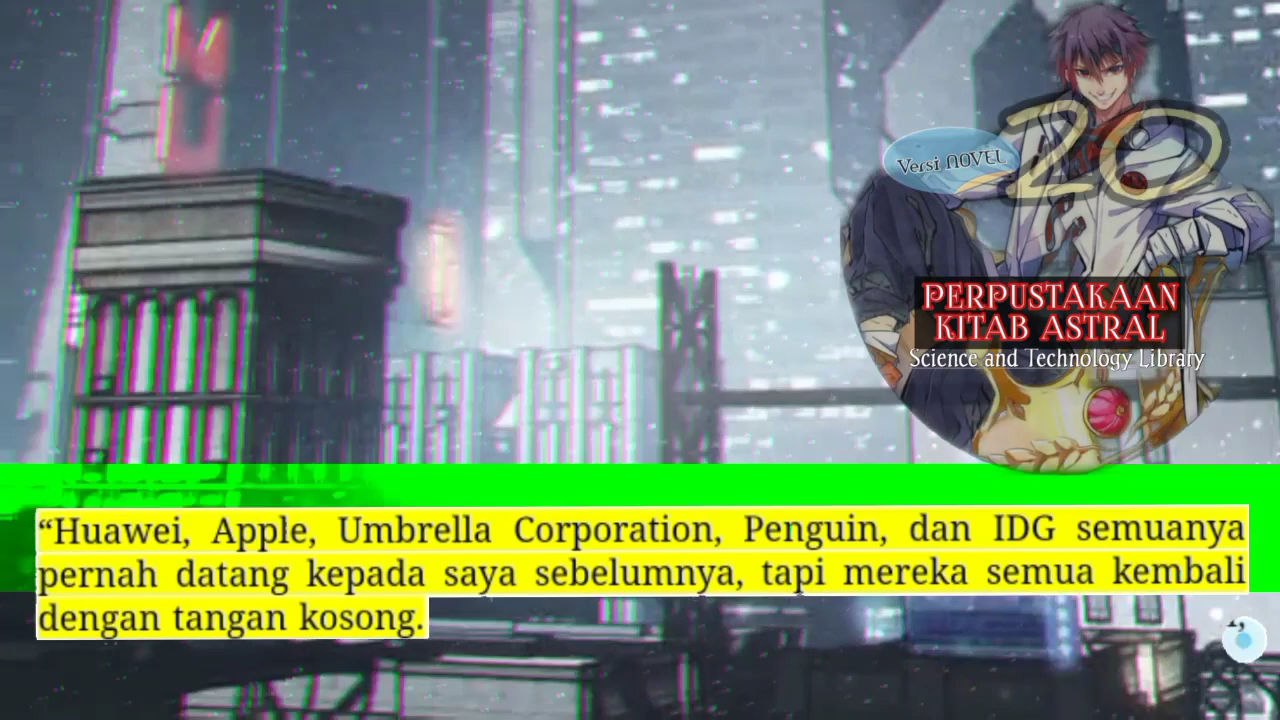 Versi NOVEL
20
PERPUSTAKAAN
KITAB ASTRAL
Science and Technology Library
“Huawei, Apple, Umbrella Corporation, Penguin, dan IDG semuanya
pernah datang kepada saya sebelumnya, tapi mereka semua kembali
dengan tangan kosong.